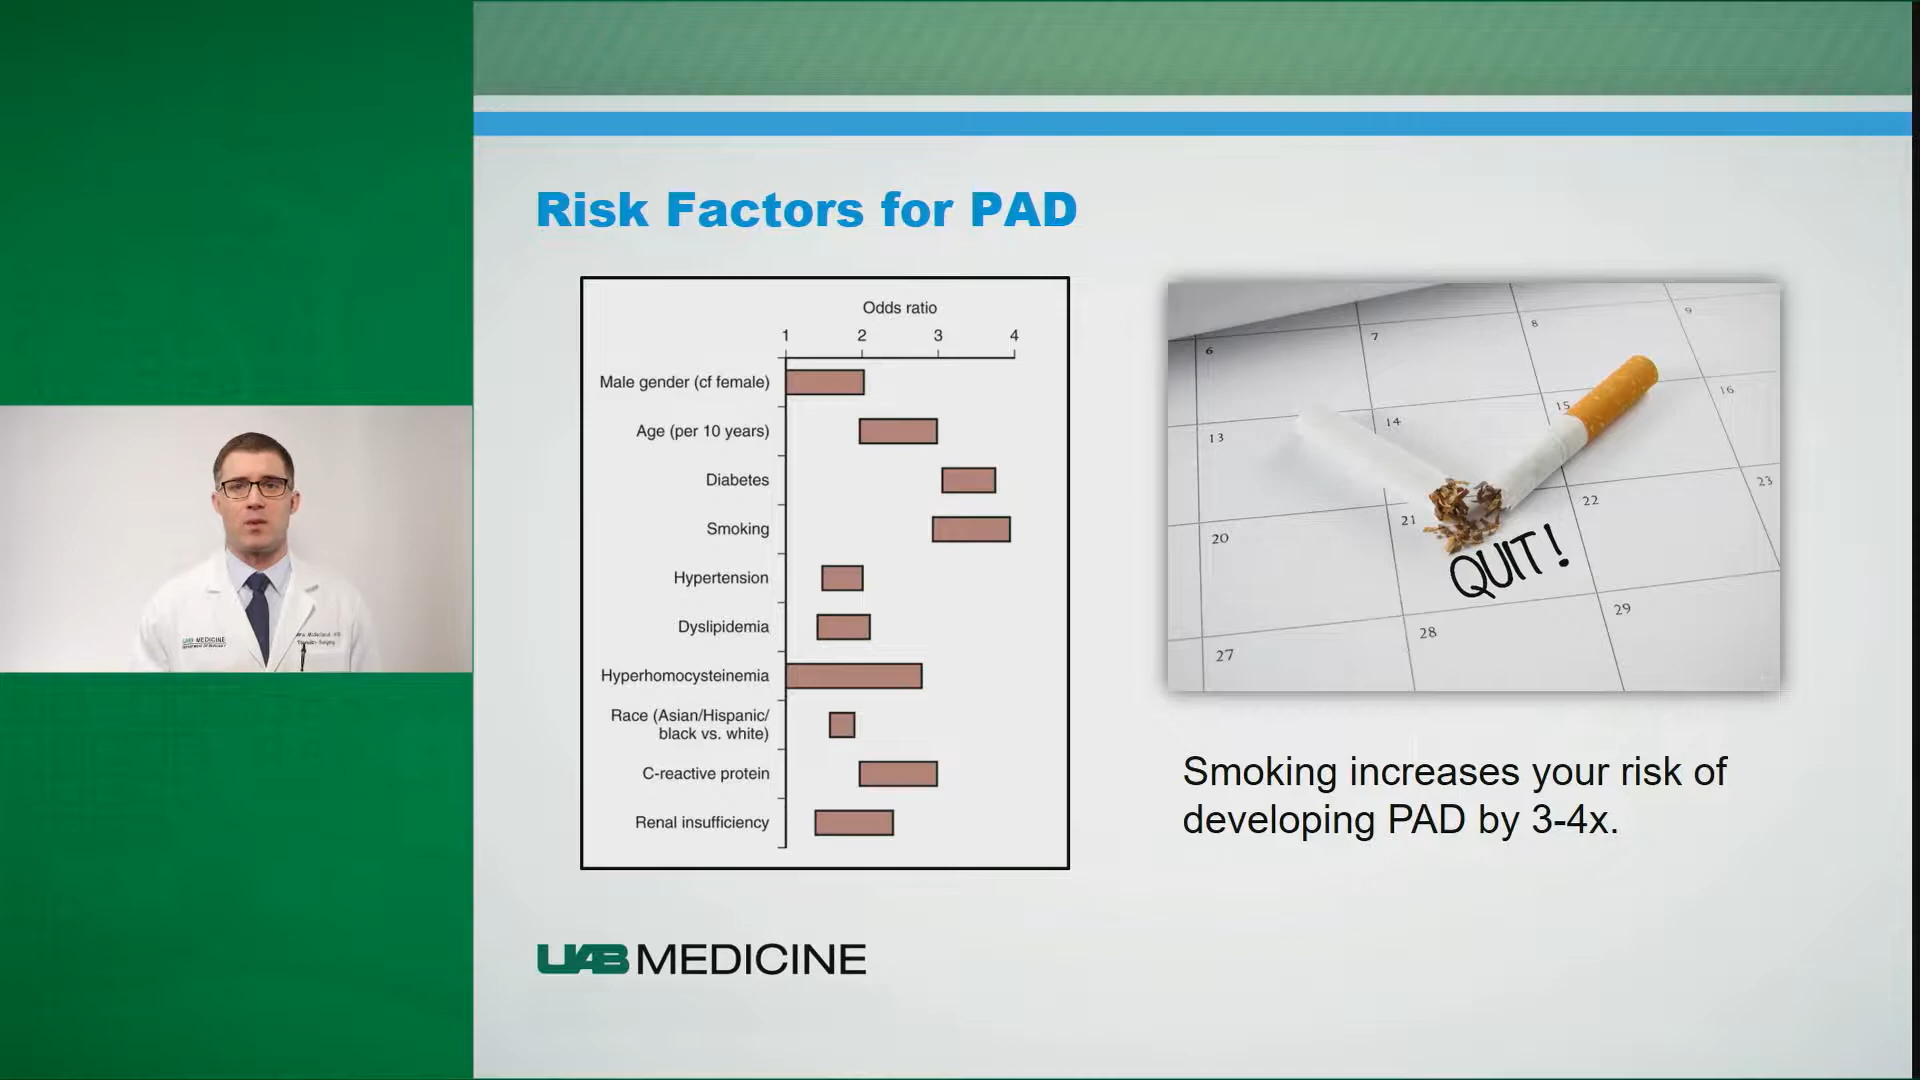 Risk Factors for PAD
Odds ratio
1 2 3 4
Male gender (cf female)
Age (per 10 years)
Diabetes
Smoking
Hypertension
Dyslipidemia
Hyperhomocysteinemia
Race (Asian/Hispanic/
black vs. white)
C-reactive protein
Renal insufficiency
6 7 8 9
13 14 15 16
20 21 22 23
27 28 29
QUIT!
Smoking increases your risk of
developing PAD by 3-4x.
UAB MEDICINE
UAB MEDICINE